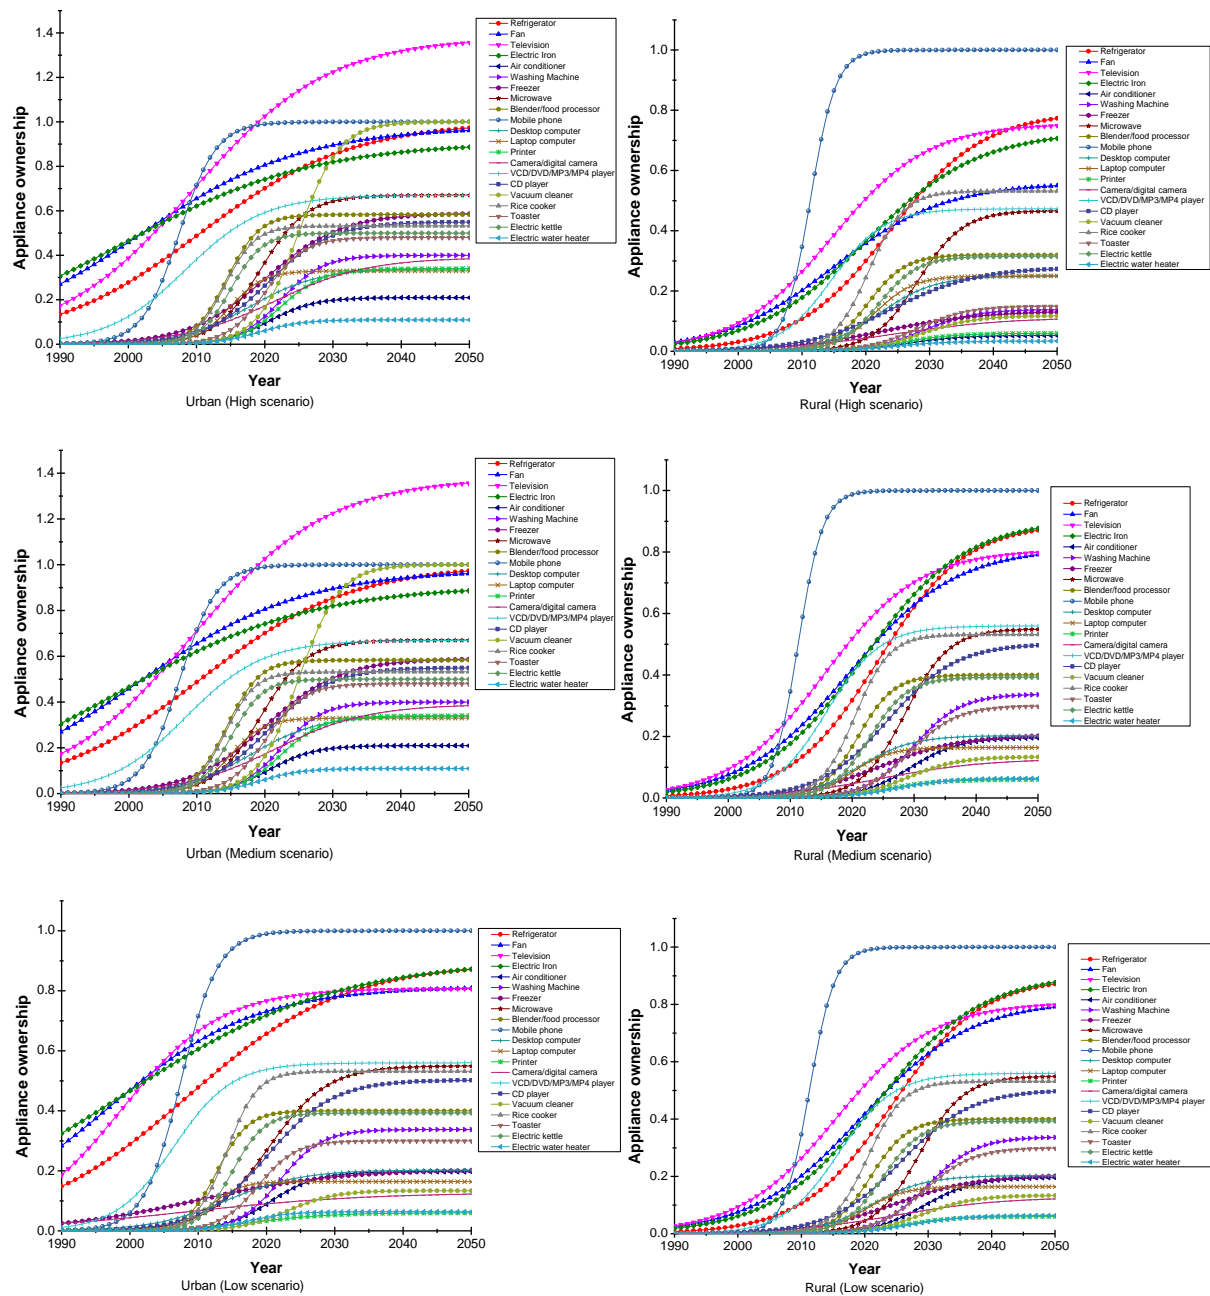 1.4
1.2
1.0
0.8
0.6
0.4
0.2
0.0
Appliance ownership
1990 2000 2010 2020 2030 2040 2050
Year
Refrigerator
Fan
Television
Electric Iron
Air conditioner
Washing Machine
Freezer
Microwave
Blender/food processor
Mobile phone
Desktop computer
Laptop computer
Printer
Camera/digital camera
VCD/DVD/MP3/MP4 player
CD player
Vacuum cleaner
Rice cooker
Toaster
Electric kettle
Electric water heater
Urban (High scenario)
1.0
0.8
0.6
0.4
0.2
0.0
Appliance ownership
1990 2000 2010 2020 2030 2040 2050
Year
Refrigerator
Fan
Television
Electric Iron
Air conditioner
Washing Machine
Freezer
Microwave
Blender/food processor
Mobile phone
Desktop computer
Laptop computer
Printer
Camera/digital camera
VCD/DVD/MP3/MP4 player
CD player
Vacuum cleaner
Rice cooker
Toaster
Electric kettle
Electric water heater
Rural (High scenario)
1.4
1.2
1.0
0.8
0.6
0.4
0.2
0.0
Appliance ownership
1990 2000 2010 2020 2030 2040 2050
Year
Refrigerator
Fan
Television
Electric Iron
Air conditioner
Washing Machine
Freezer
Microwave
Blender/food processor
Mobile phone
Desktop computer
Laptop computer
Printer
Camera/digital camera
VCD/DVD/MP3/MP4 player
CD player
Vacuum cleaner
Rice cooker
Toaster
Electric kettle
Electric water heater
Urban (Medium scenario)
1.0
0.8
0.6
0.4
0.2
0.0
Appliance ownership
1990 2000 2010 2020 2030 2040 2050
Year
Refrigerator
Fan
Television
Electric Iron
Air conditioner
Washing Machine
Freezer
Microwave
Blender/food processor
Mobile phone
Desktop computer
Laptop computer
Printer
Camera/digital camera
VCD/DVD/MP3/MP4 player
CD player
Vacuum cleaner
Rice cooker
Toaster
Electric kettle
Electric water heater
Rural (Medium scenario)
1.0
0.8
0.6
0.4
0.2
0.0
Appliance ownership
1990 2000 2010 2020 2030 2040 2050
Year
Refrigerator
Fan
Television
Electric Iron
Air conditioner
Washing Machine
Freezer
Microwave
Blender/food processor
Mobile phone
Desktop computer
Laptop computer
Printer
Camera/digital camera
VCD/DVD/MP3/MP4 player
CD player
Vacuum cleaner
Rice cooker
Toaster
Electric kettle
Electric water heater
Urban (Low scenario)
1.0
0.8
0.6
0.4
0.2
0.0
Appliance ownership
1990 2000 2010 2020 2030 2040 2050
Year
Refrigerator
Fan
Television
Electric Iron
Air conditioner
Washing Machine
Freezer
Microwave
Blender/food processor
Mobile phone
Desktop computer
Laptop computer
Printer
Camera/digital camera
VCD/DVD/MP3/MP4 player
CD player
Vacuum cleaner
Rice cooker
Toaster
Electric kettle
Electric water heater
Rural (Low scenario)